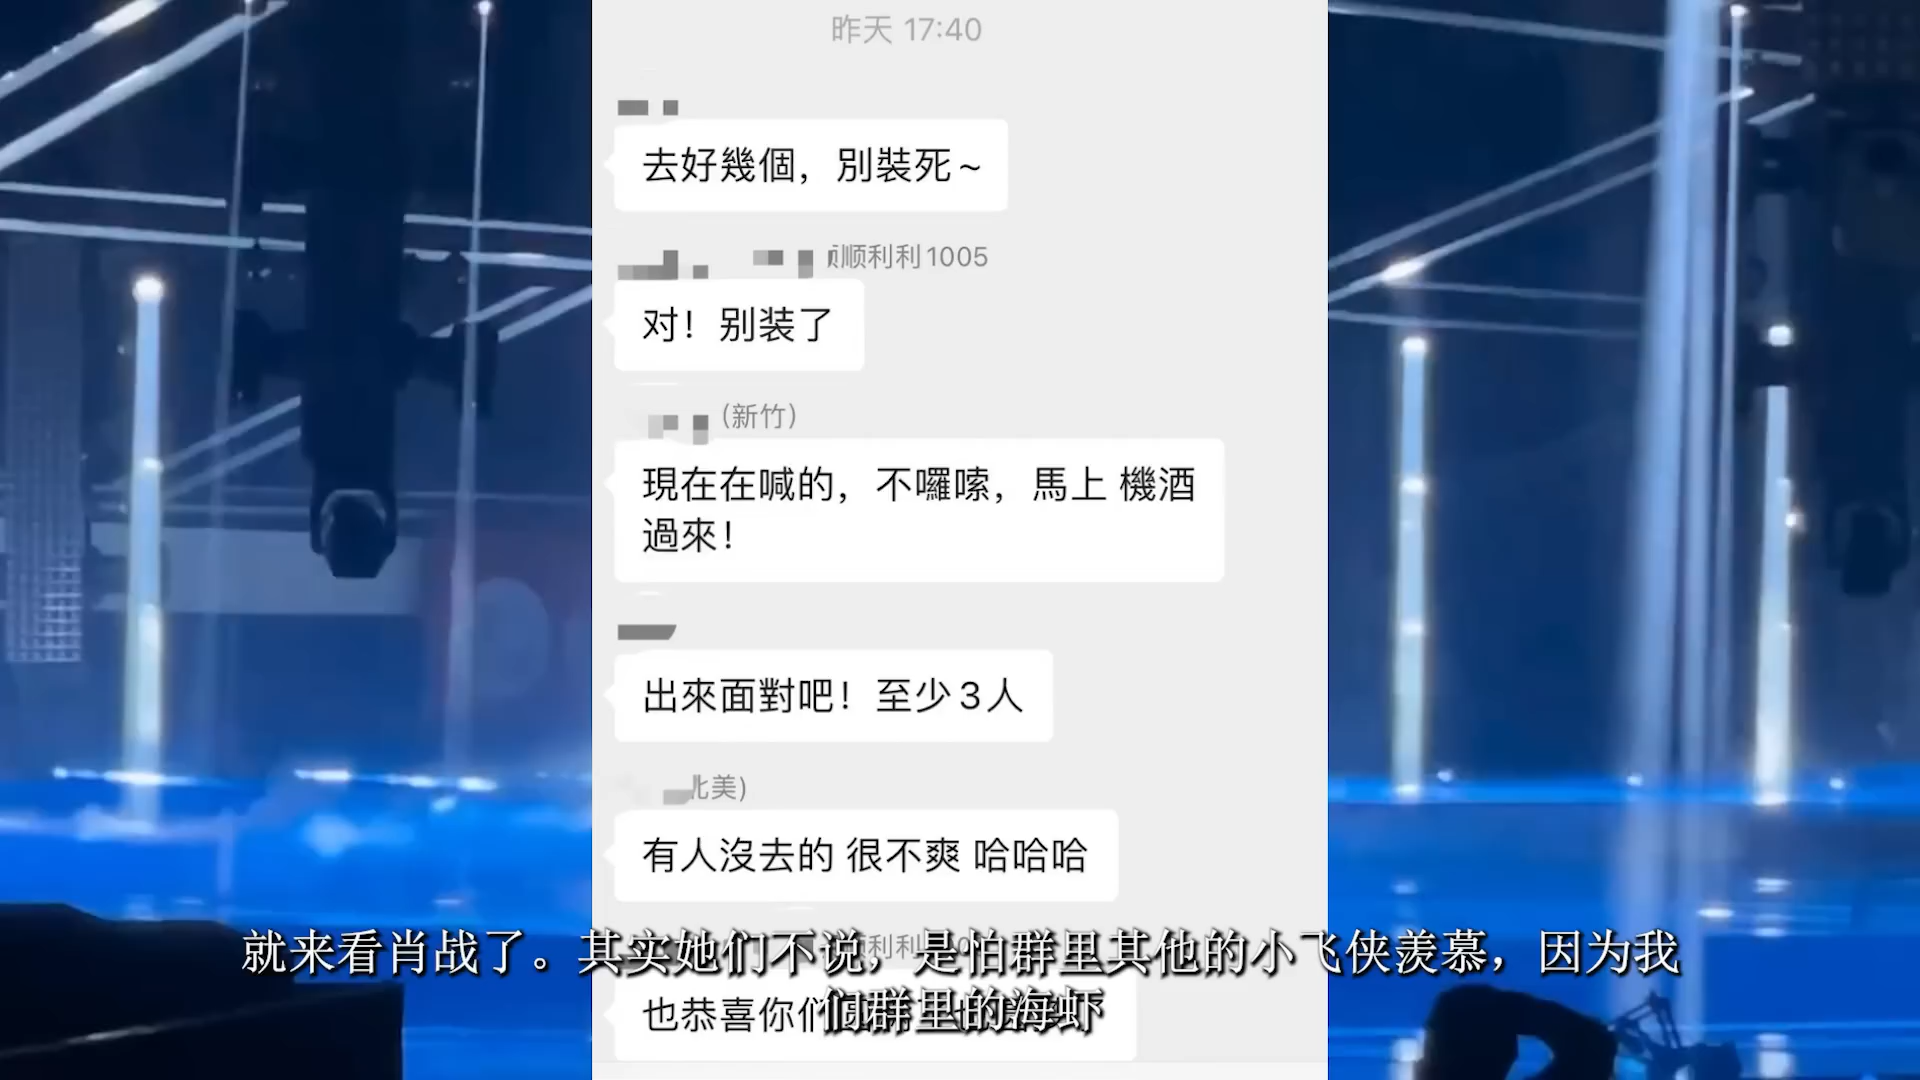 昨天 17:40
去好幾個，別裝死~
顺利利1005
对！别装了
(新竹)
現在在喊的，不囉嗦，馬上 機酒
過來！
出來面對吧！至少3人
北美)
有人沒去的 很不爽 哈哈哈
顺利利
就来看肖战了。其实她们不说，是怕群里其他的小飞侠羡慕，因为我
们群里的海虾
也恭喜你們